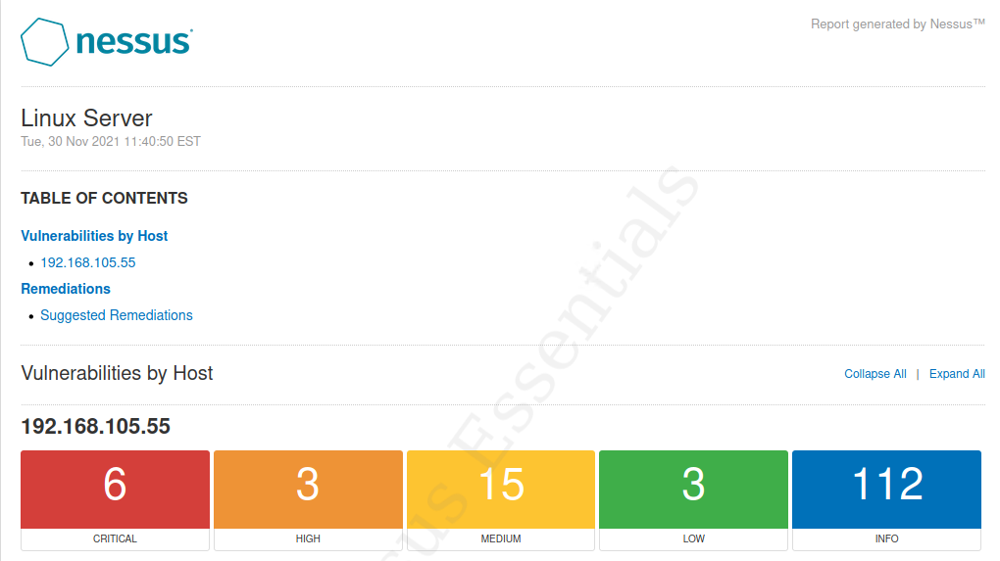 nessus
Report generated by Nessus™
Linux Server
Tue, 30 Nov 2021 11:40:50 EST
TABLE OF CONTENTS
Vulnerabilities by Host
• 192.168.105.55
Remediations
• Suggested Remediations
Vulnerabilities by Host
Collapse All | Expand All
192.168.105.55
6 3 15 3 112
CRITICAL HIGH MEDIUM LOW INFO
sus Essentials